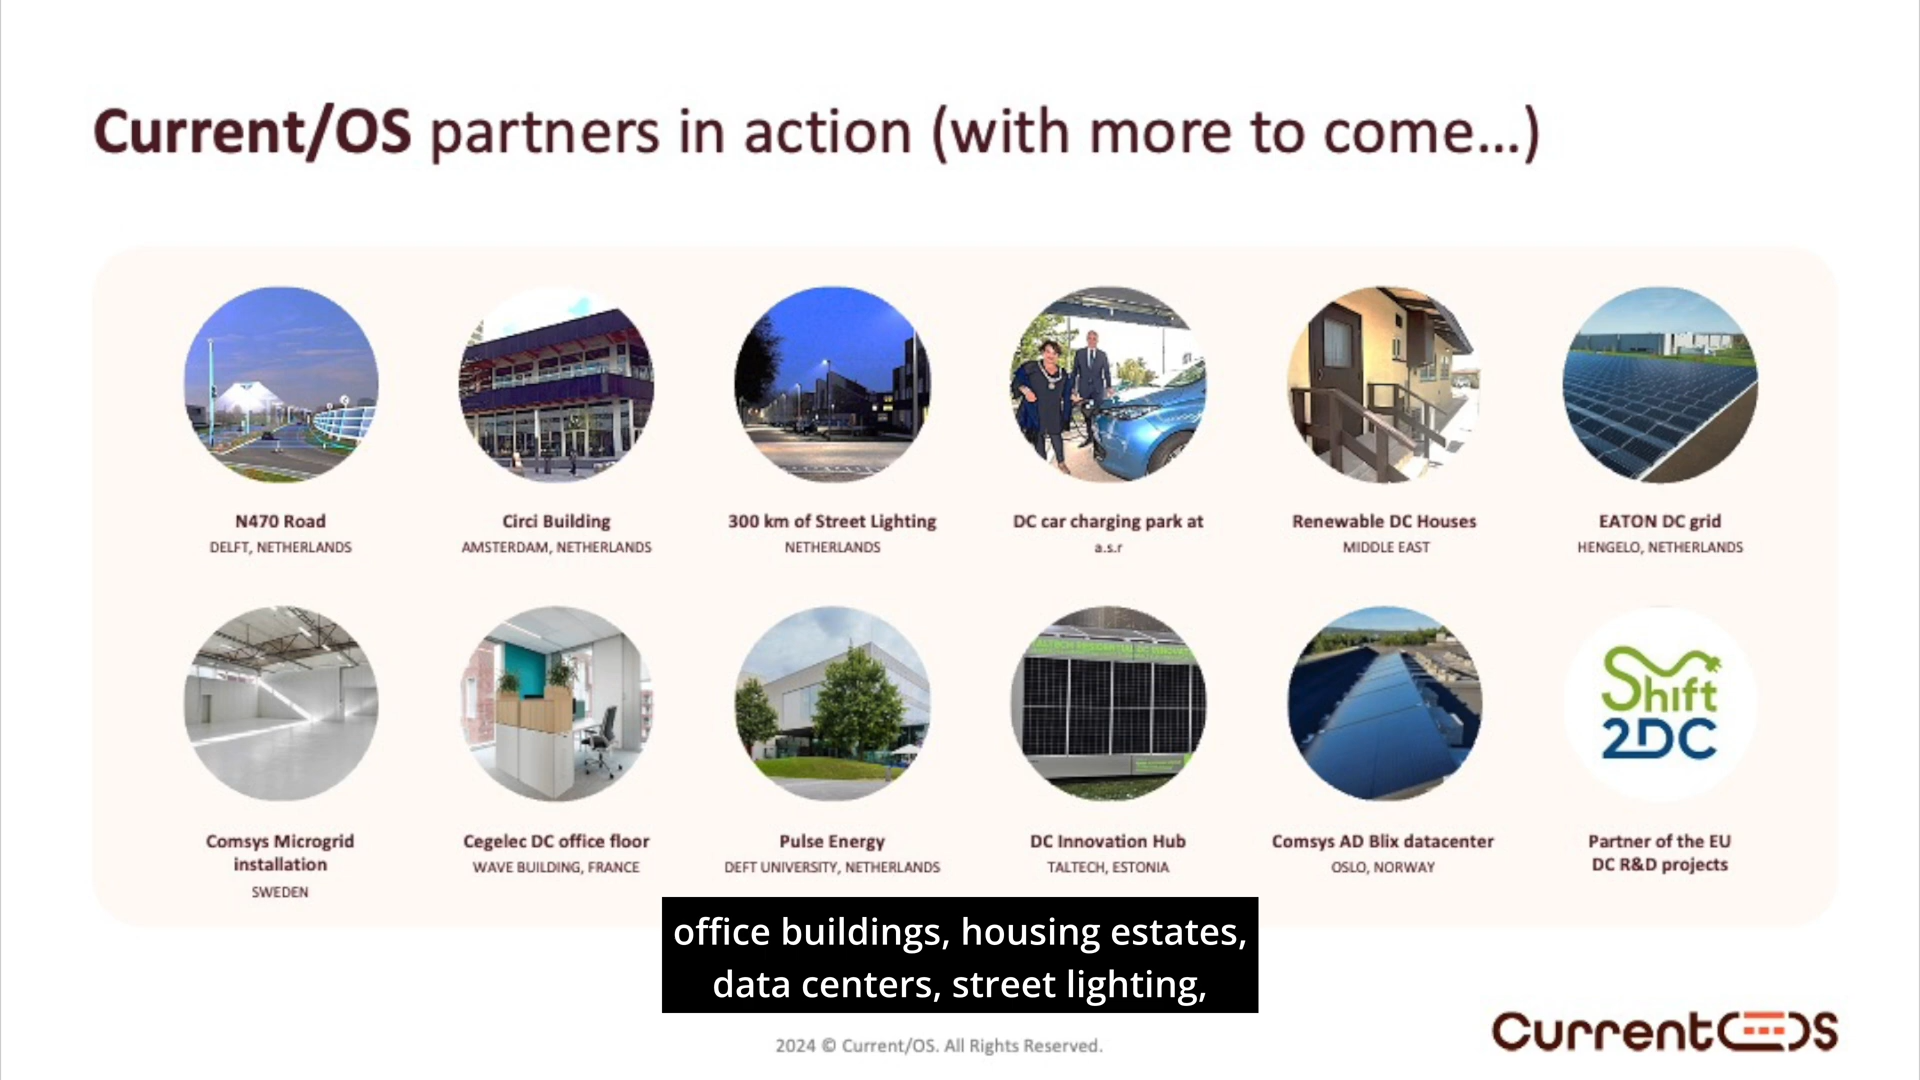 Current/OS partners in action (with more to come...)
N470 Road
DELFT, NETHERLANDS
Circi Building
AMSTERDAM, NETHERLANDS
300 km of Street Lighting
NETHERLANDS
DC car charging park at
a.s.r
Renewable DC Houses
MIDDLE EAST
EATON DC grid
HENGELO, NETHERLANDS
Shift
2DC
Comsys Microgrid
installation
SWEDEN
Cegelec DC office floor
WAVE BUILDING, FRANCE
Pulse Energy
DEFT UNIVERSITY, NETHERLANDS
DC Innovation Hub
TALTECH, ESTONIA
Comsys AD Blix datacenter
OSLO, NORWAY
Partner of the EU
DC R&D projects
office buildings, housing estates,
data centers, street lighting,
2024 © Current/OS. All Rights Reserved.
CurrentOS